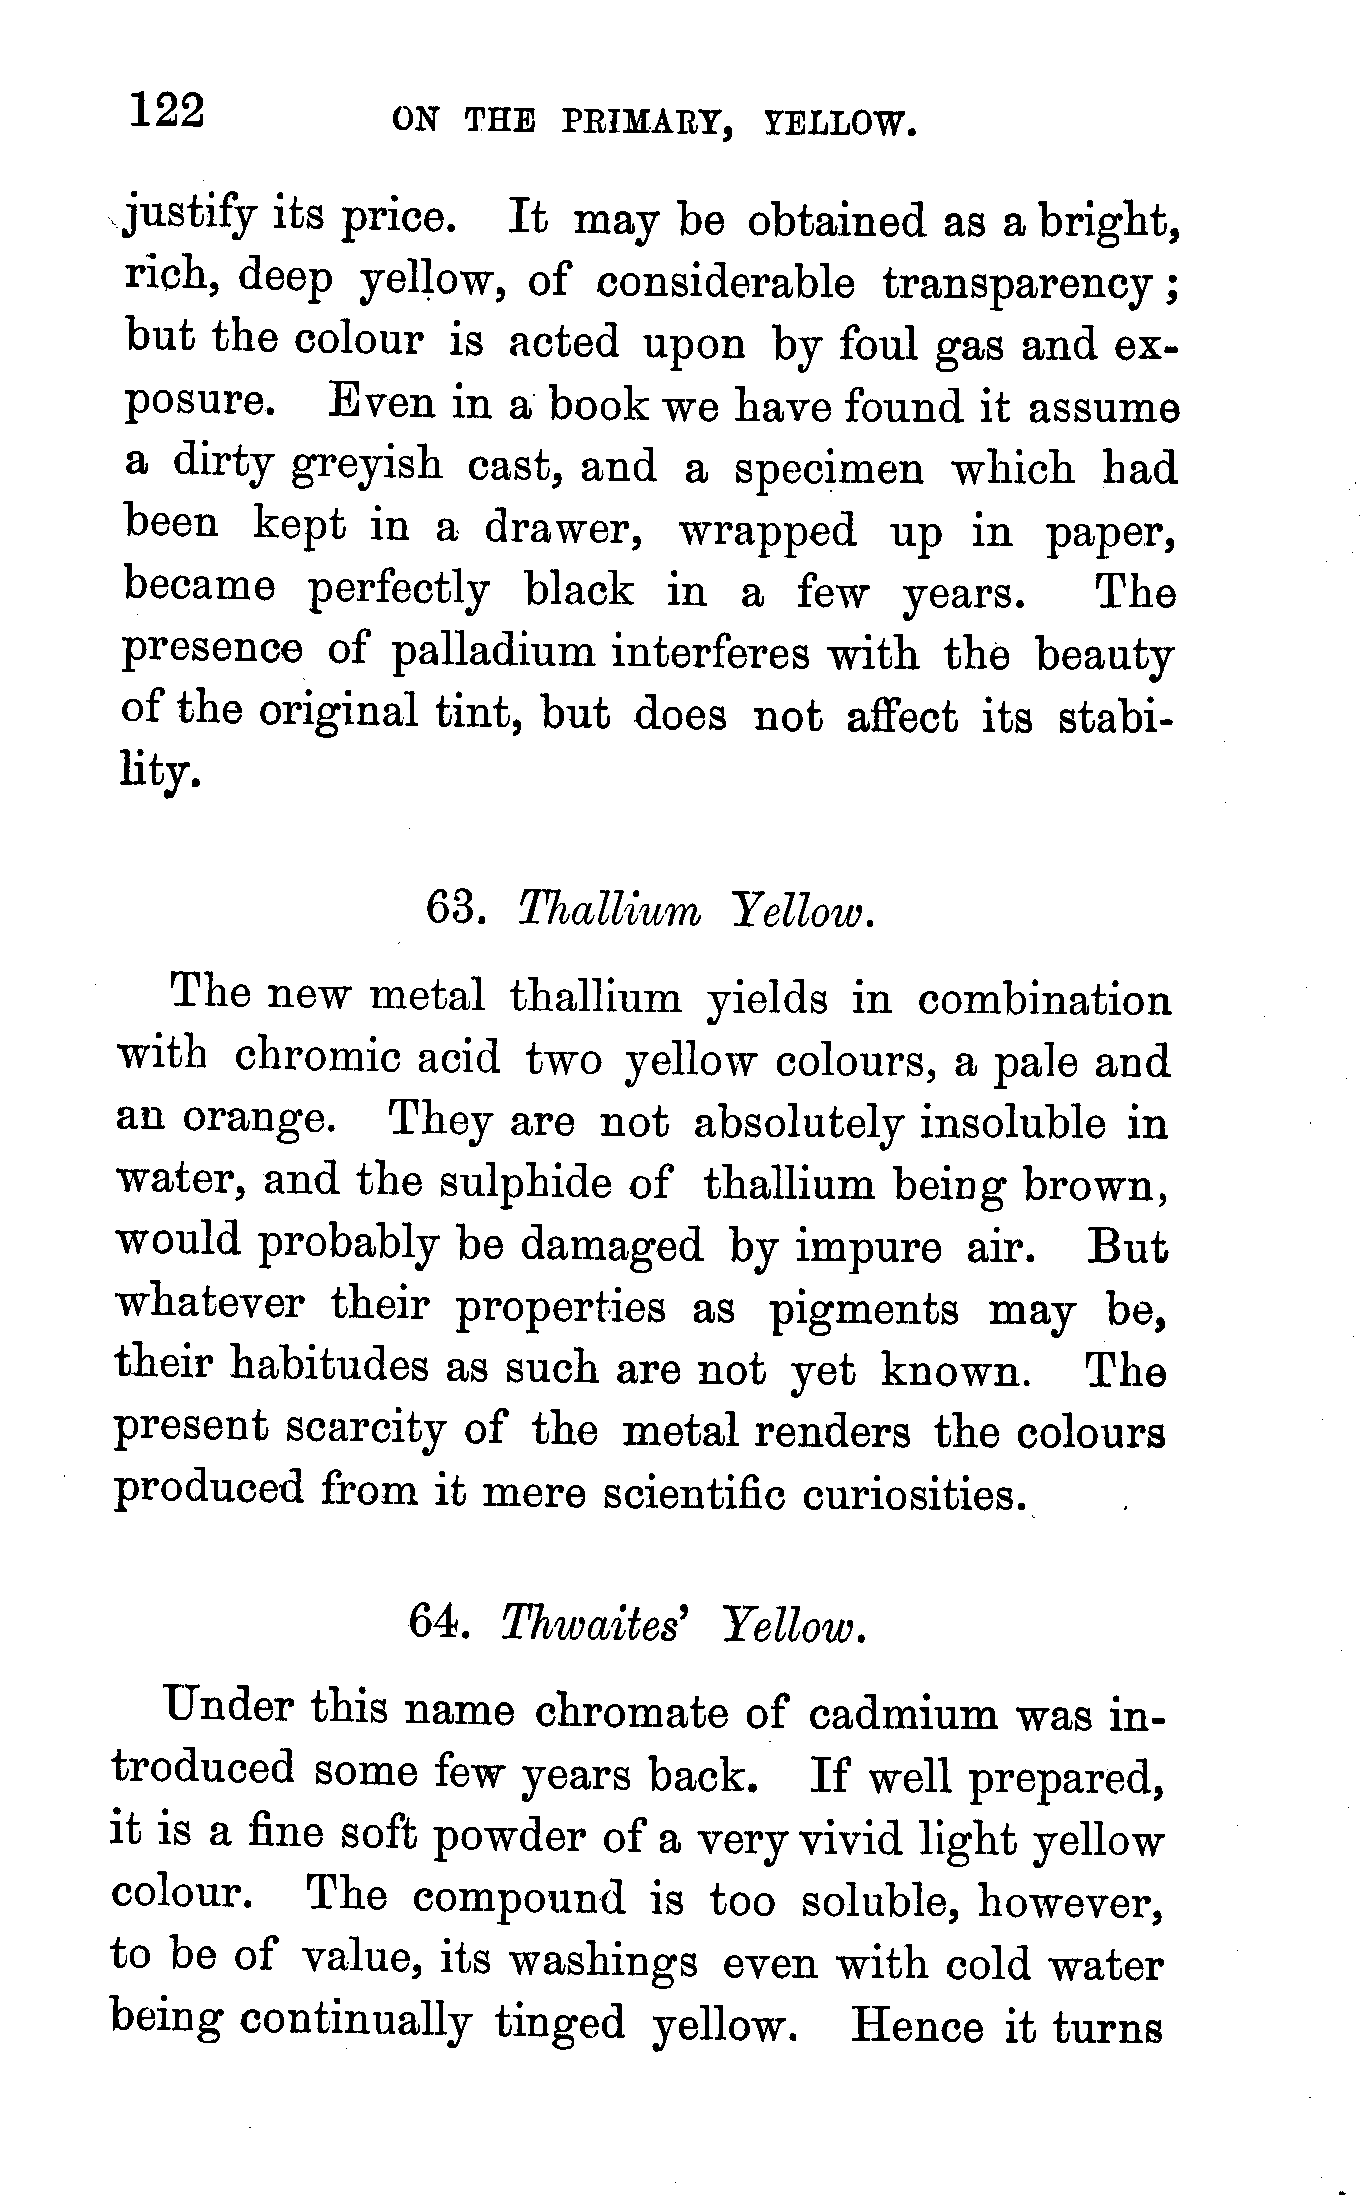 122 ON THE PRIMARY, YELLOW.
justify its price. It may be obtained as a bright,
rich, deep yellow, of considerable transparency;
but the colour is acted upon by foul gas and ex-
posure. Even in a book we have found it assume
a dirty greyish cast, and a specimen which had
been kept in a drawer, wrapped up in paper,
became perfectly black in a few years. The
presence of palladium interferes with the beauty
of the original tint, but does not affect its stabi-
lity.
63. Thallium Yellow.
The new metal thallium yields in combination
with chromic acid two yellow colours, a pale and
an orange. They are not absolutely insoluble in
water, and the sulphide of thallium being brown,
would probably be damaged by impure air. But
whatever their properties as pigments may be,
their habitudes as such are not yet known. The
present scarcity of the metal renders the colours
produced from it mere scientific curiosities.
64. Thwaites' Yellow.
Under this name chromate of cadmium was in-
troduced some few years back. If well prepared,
it is a fine soft powder of a very vivid light yellow
colour. The compound is too soluble, however,
to be of value, its washings even with cold water
being continually tinged yellow. Hence it turns